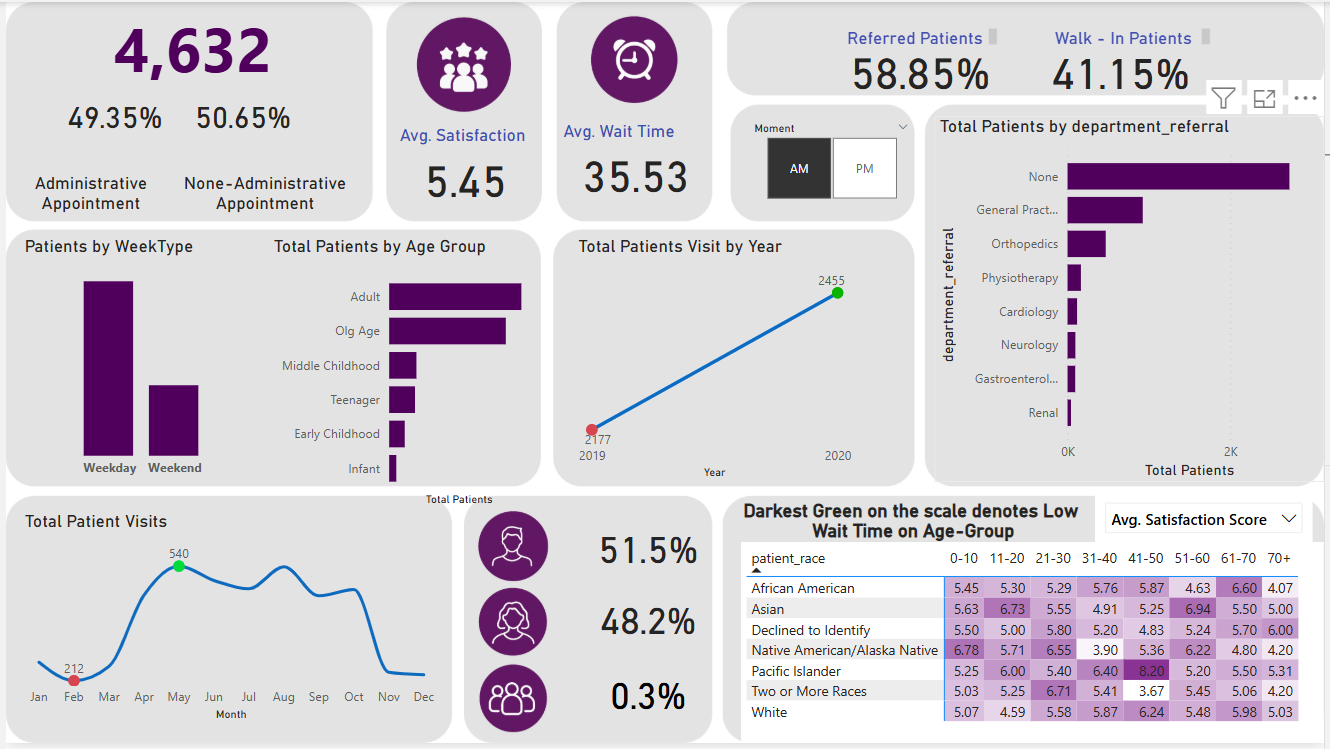 4,632
49.35% 50.65%
Administrative Appointment
None-Administrative Appointment
Avg. Satisfaction
5.45
Avg. Wait Time
35.53
Referred Patients
58.85%
Walk - In Patients
41.15%
Moment
AM PM
Total Patients by department_referral
department_referral
None
General Pract...
Orthopedics
Physiotherapy
Cardiology
Neurology
Gastroenterol...
Renal
0K 2K
Total Patients
Patients by WeekType
Weekday Weekend
Total Patients by Age Group
Adult
Olg Age
Middle Childhood
Teenager
Early Childhood
Infant
Total Patients
Total Patients Visit by Year
2455
2177
2019 2020
Year
Total Patient Visits
540
212
Jan Feb Mar Apr May Jun Jul Aug Sep Oct Nov Dec
Month
51.5%
48.2%
0.3%
Darkest Green on the scale denotes Low
Wait Time on Age-Group
Avg. Satisfaction Score
patient_race 0-10 11-20 21-30 31-40 41-50 51-60 61-70 70+
African American 5.45 5.30 5.29 5.76 5.87 4.63 6.60 4.07
Asian 5.63 6.73 5.55 4.91 5.25 6.94 5.50 5.00
Declined to Identify 5.50 5.00 5.80 5.20 4.83 5.24 5.70 6.00
Native American/Alaska Native 6.78 5.71 6.55 3.90 5.36 6.22 4.80 4.20
Pacific Islander 5.25 6.00 5.40 6.40 8.20 5.20 5.50 5.31
Two or More Races 5.03 5.25 6.71 5.41 3.67 5.45 5.06 4.20
White 5.07 4.59 5.58 5.87 6.24 5.48 5.98 5.03